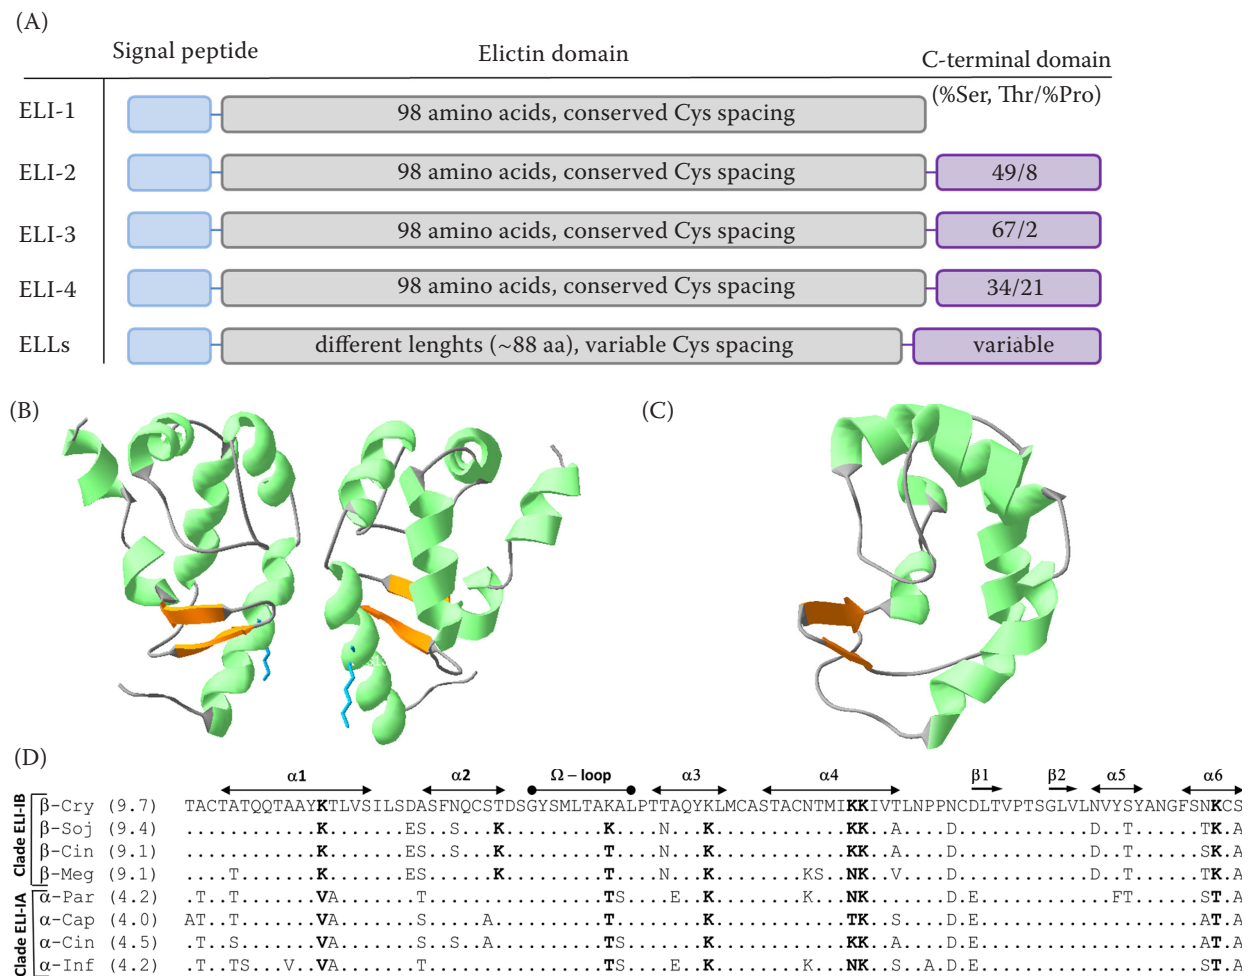 (A)
Signal peptide Elictin domain C-terminal domain
(%Ser, Thr/%Pro)
ELI-1 98 amino acids, conserved Cys spacing
ELI-2 98 amino acids, conserved Cys spacing 49/8
ELI-3 98 amino acids, conserved Cys spacing 67/2
ELI-4 98 amino acids, conserved Cys spacing 34/21
ELLs different lenghts (~88 aa), variable Cys spacing variable
(B) (C)
(D)
α1 α2 Ω – loop α3 α4 β1 β2 α5 α6
Clade ELI-IB
β-Cry (9.7) TACTATQQTAAYKTLVSILSDASFNQCSTDSGYSMLTAKALPTTAQYKLMCASTACNTMIKKIVTLNPPNCDLTVPTSGLVLNVYSYANGFSNKCS
β-Soj (9.4) ............K.......ES..S...K.........K....N...K............KK..A....D............D..T......TK.A
β-Cin (9.1) ............K.......ES..S...K.........T....N...K............KK..A....D............D..T......SK.A
β-Meg (9.1) ....T.......K.......ES......K.........T....N...K........KS..NK..V....D............D..T......TK.A
Clade ELI-IA
α-Par (4.2) .T..T.......VA.......T................TS....E..K........K...NK.......D.E............FT......ST.A
α-Cap (4.0) AT..T.......VA.......S..S..A..........T........K............TK..S....D.E....................AT.A
α-Cin (4.5) .T..S.......VA.......S..S..A..........TS.......K............KK..A....D.E....................ST.A
α-Inf (4.2) .T..TS...V..VA.......T................TS....E..K........K...NK..S..A.D.E....................ST.A